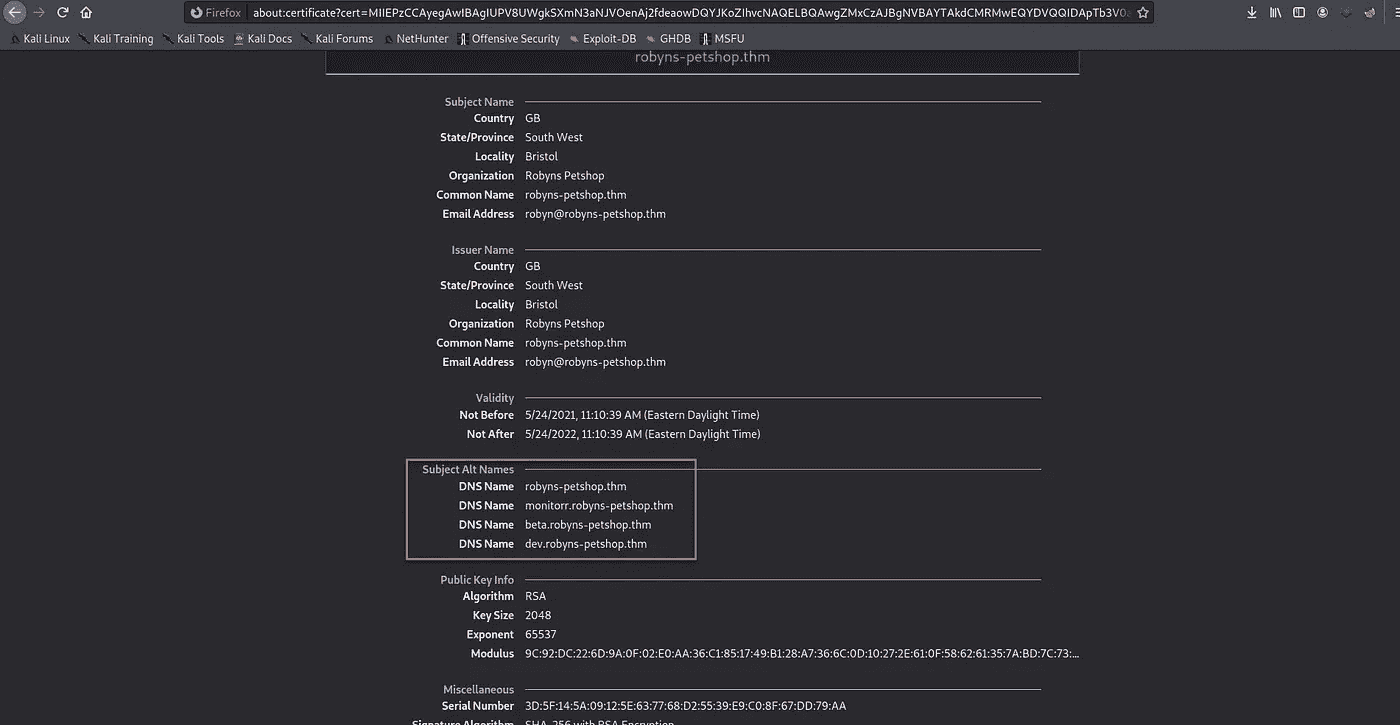 Firefox about:certificate?cert=MIIEPzCCAyegAwIBAgIUPV8UWgkSXmN3aNJVOenAj2fdeaowDQYJKoZIhvcNAQELBQAwgZMxCzAJBgNVBAYTAkdCMRMwEQYDVQQIDApTb3V0
Kali Linux Kali Training Kali Tools Kali Docs Kali Forums NetHunter Offensive Security Exploit-DB GHDB MSFU
robyns-petshop.thm
Subject Name
Country GB
State/Province South West
Locality Bristol
Organization Robyns Petshop
Common Name robyns-petshop.thm
Email Address robyn@robyns-petshop.thm
Issuer Name
Country GB
State/Province South West
Locality Bristol
Organization Robyns Petshop
Common Name robyns-petshop.thm
Email Address robyn@robyns-petshop.thm
Validity
Not Before 5/24/2021, 11:10:39 AM (Eastern Daylight Time)
Not After 5/24/2022, 11:10:39 AM (Eastern Daylight Time)
Subject Alt Names
DNS Name robyns-petshop.thm
DNS Name monitorr.robyns-petshop.thm
DNS Name beta.robyns-petshop.thm
DNS Name dev.robyns-petshop.thm
Public Key Info
Algorithm RSA
Key Size 2048
Exponent 65537
Modulus 9C:92:DC:22:6D:9A:0F:02:E0:AA:36:C1:85:17:49:B1:28:A7:36:6C:0D:10:27:2E:61:0F:58:62:61:35:7A:BD:7C:73:...
Miscellaneous
Serial Number 3D:5F:14:5A:09:12:5E:63:77:68:D2:55:39:E9:C0:8F:67:DD:79:AA
Signature Algorithm SHA-256 with RSA Encryption